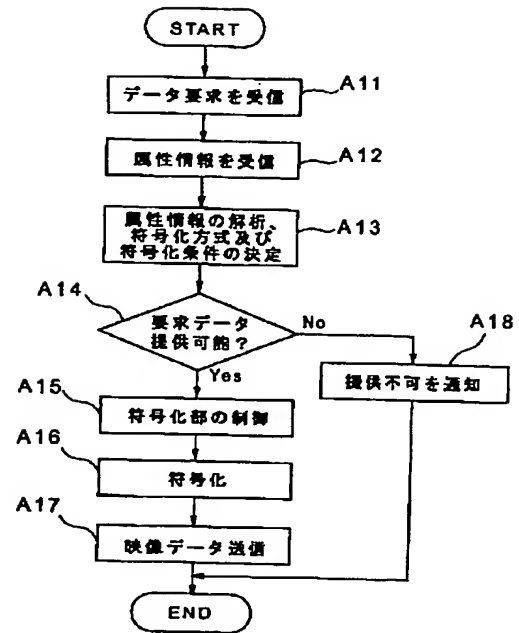 START
データ要求を受信
A11
属性情報を受信
A12
属性情報の解析、
符号化方式及び
符号化条件の決定
A13
A14
要求データ
提供可能?
No
Yes
A18
提供不可を通知
A15
符号化部の制御
A16
符号化
A17
映像データ送信
END